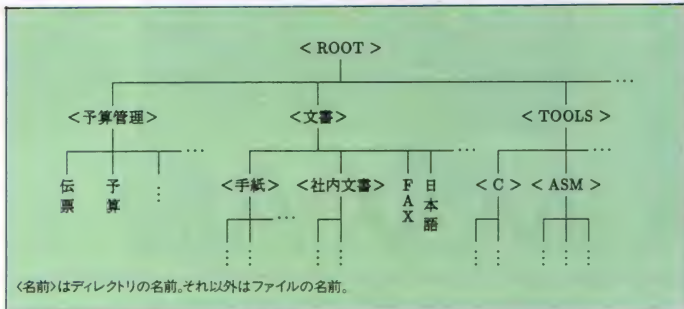 < ROOT >
<予算管理> <文書> < TOOLS >
伝票 予算 <手紙> <社内文書> FAX 日本語 < C > < ASM >
<名前>はディレクトリの名前。それ以外はファイルの名前。